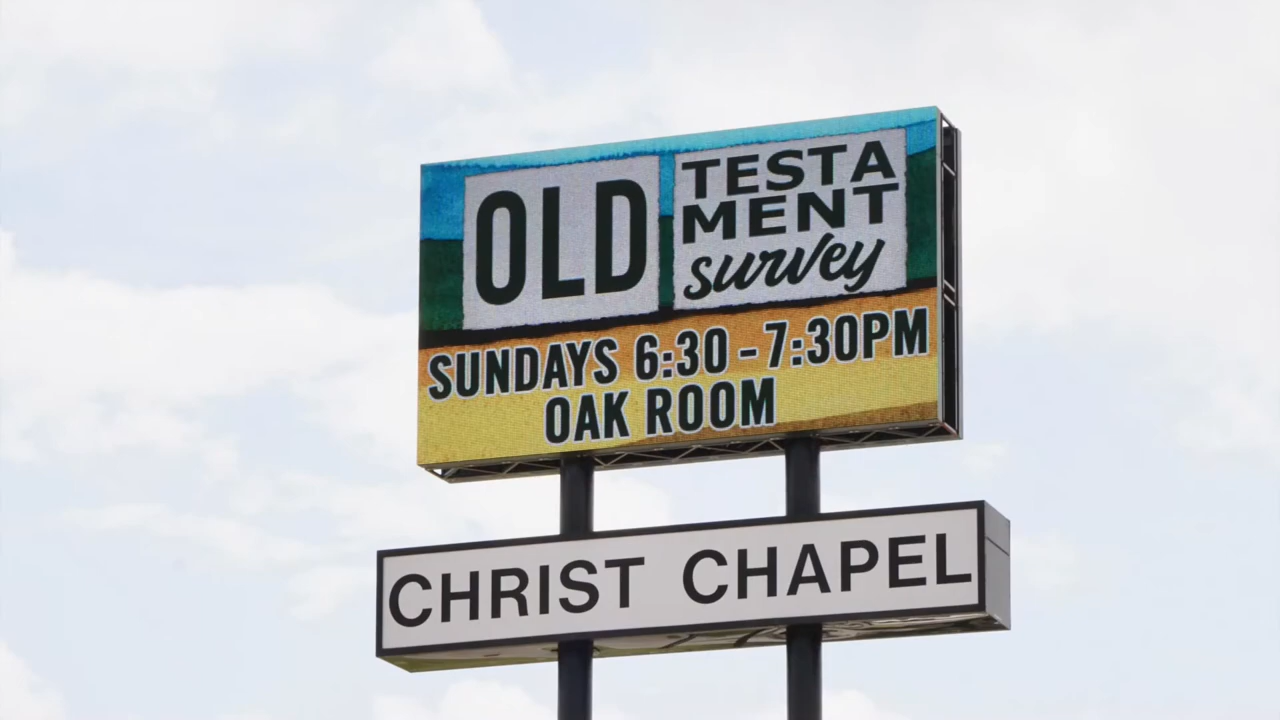 OLD
TESTA
MENT
survey
SUNDAYS 6:30 - 7:30PM
OAK ROOM
CHRIST CHAPEL